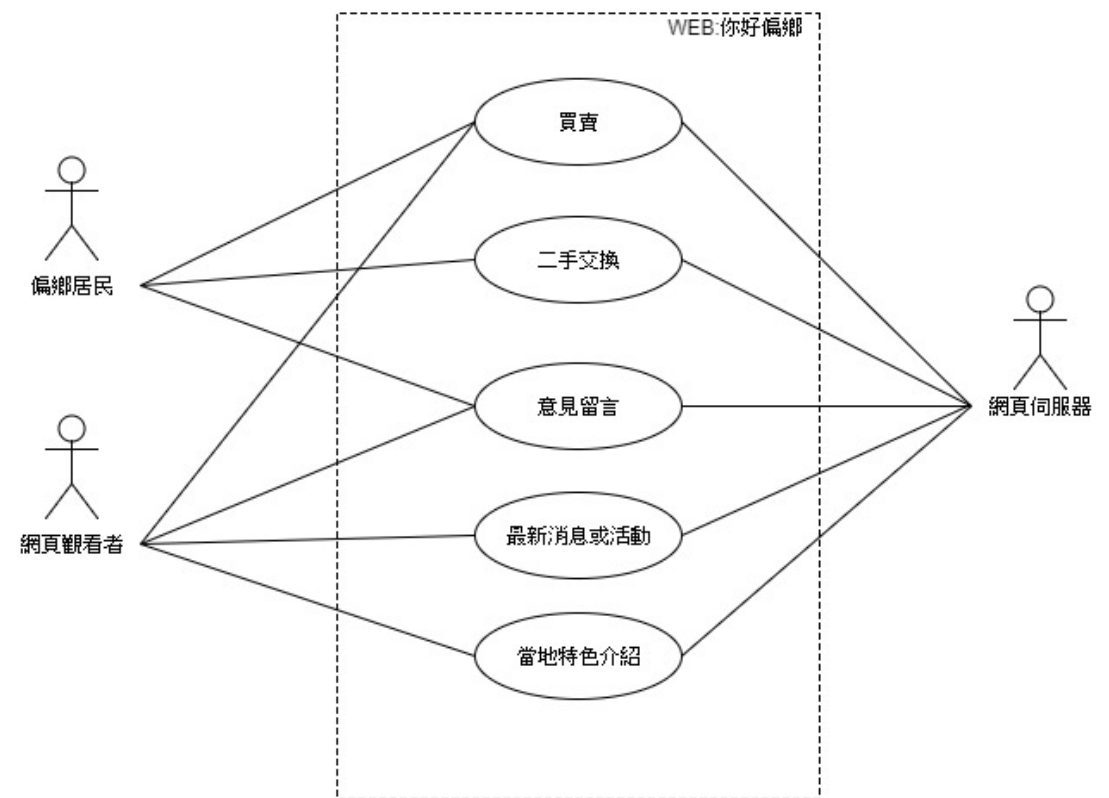 WEB:你好偏鄉
買賣
偏鄉居民
二手交換
意見留言
網頁伺服器
網頁觀看者
最新消息或活動
當地特色介紹